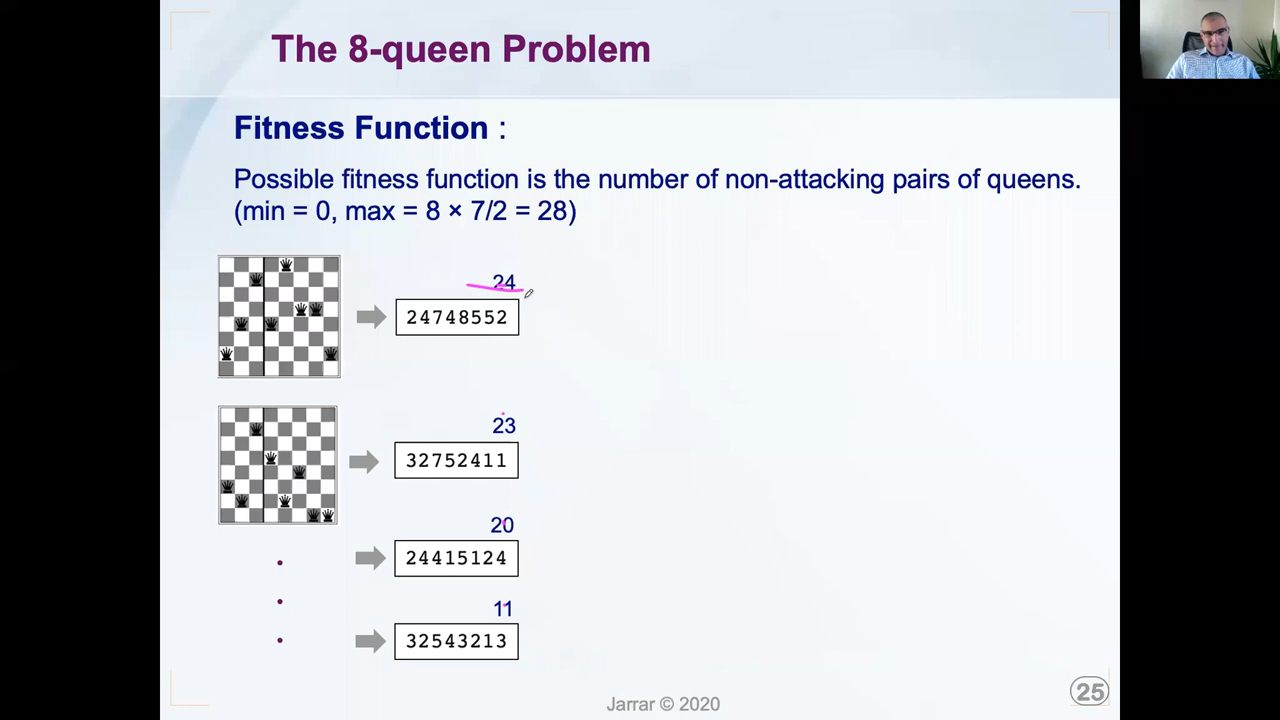 The 8-queen Problem
Fitness Function :
Possible fitness function is the number of non-attacking pairs of queens.
(min = 0, max = 8 × 7/2 = 28)
24
24748552
23
32752411
20
24415124
11
32543213
Jarrar © 2020
25